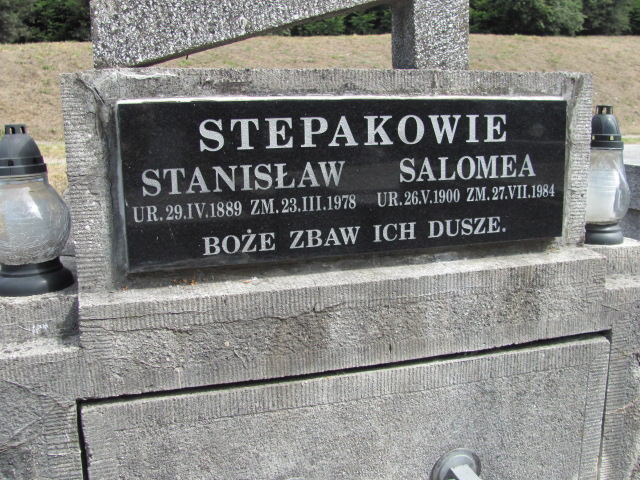 STEPAKOWIE
STANISŁAW SALOMEA
UR. 29.IV.1889 ZM. 23.III.1978 UR. 26.V.1900 ZM. 27.VII.1984
BOŻE ZBAW ICH DUSZE.